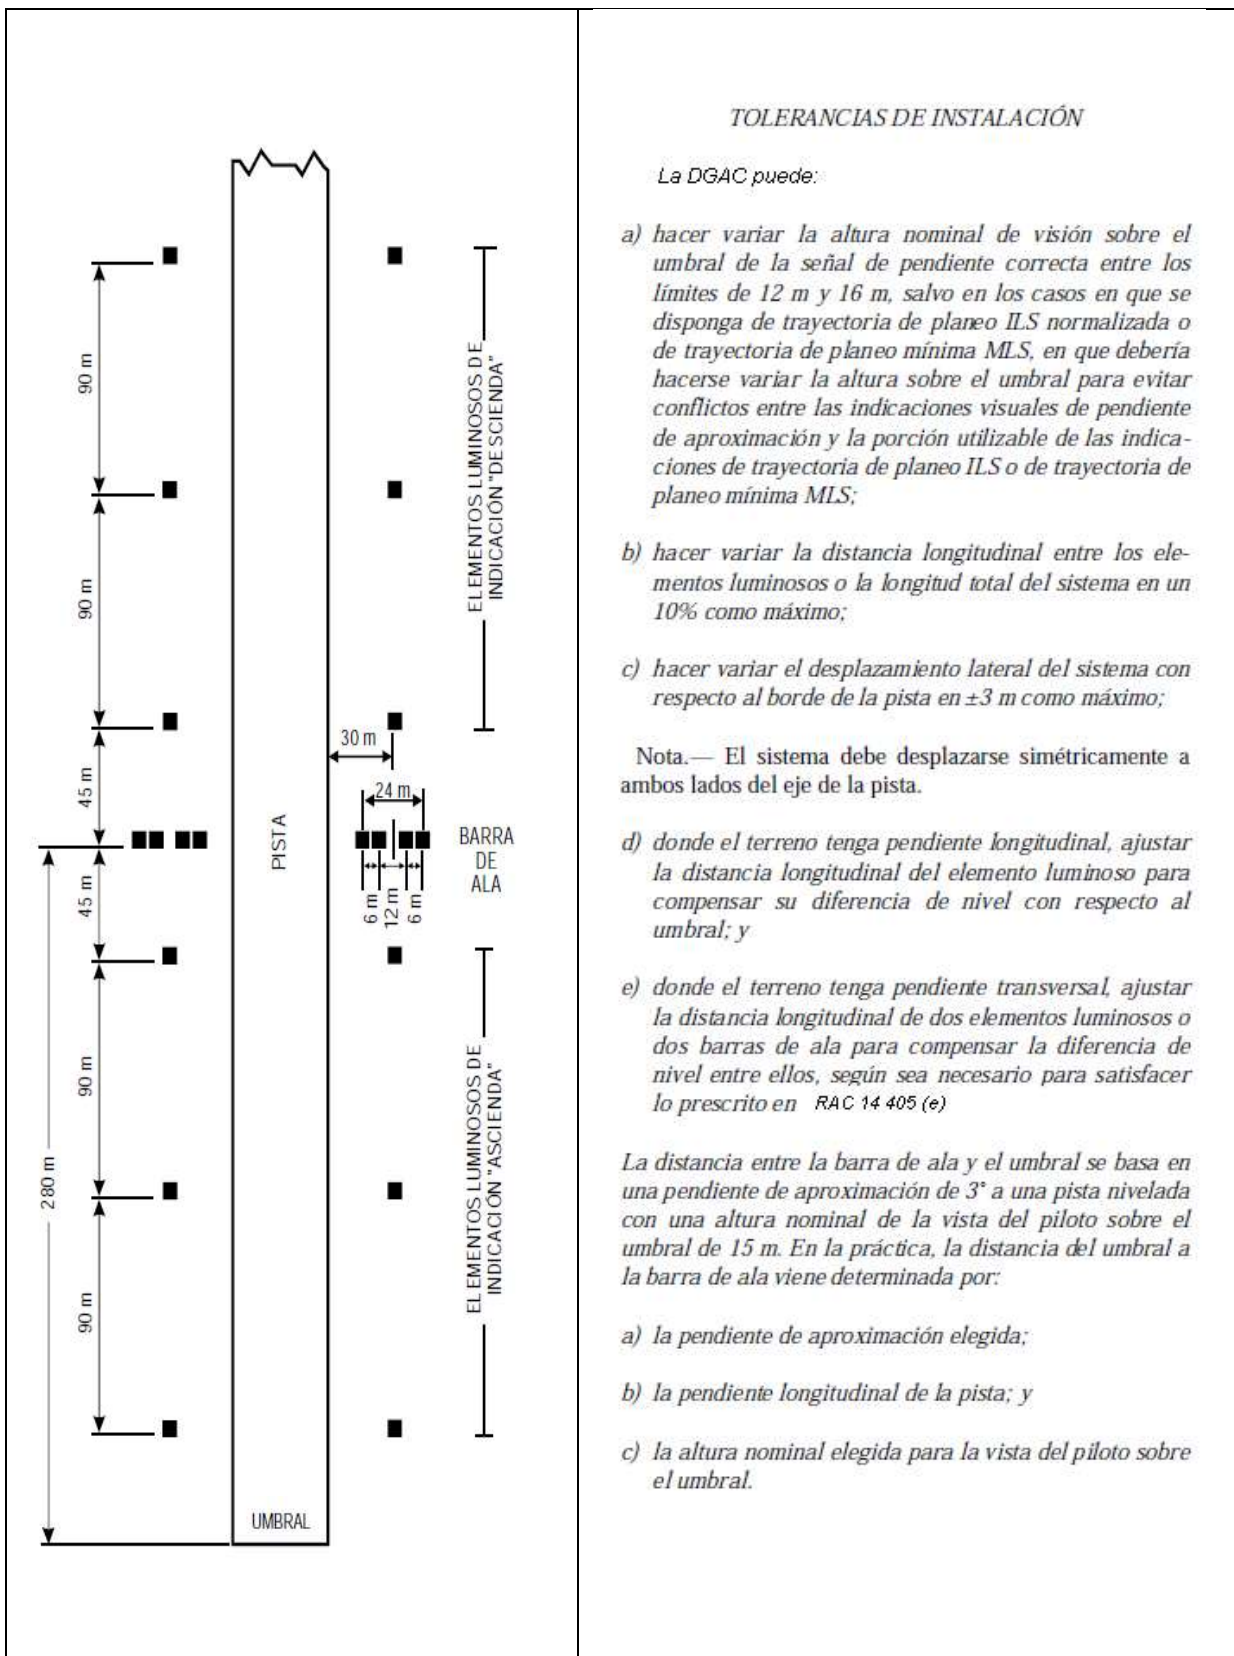 90 m
90 m
45 m
45 m
90 m
90 m
280 m
PISTA
UMBRAL
30 m
24 m
6 m
12 m
6 m
BARRA
DE
ALA
ELEMENTOS LUMINOSOS DE
INDICACIÓN "DE SCIENDA"
ELEMENTOS LUMINOSOS DE
INDICACIÓN "ASCIENDA"
TOLERANCIAS DE INSTALACIÓN
La DGAC puede:
a) hacer variar la altura nominal de visión sobre el
umbral de la señal de pendiente correcta entre los
límites de 12 m y 16 m, salvo en los casos en que se
disponga de trayectoria de planeo ILS normalizada o
de trayectoria de planeo mínima MLS, en que debería
hacerse variar la altura sobre el umbral para evitar
conflictos entre las indicaciones visuales de pendiente
de aproximación y la porción utilizable de las indica-
ciones de trayectoria de planeo ILS o de trayectoria de
planeo mínima MLS;
b) hacer variar la distancia longitudinal entre los ele-
mentos luminosos o la longitud total del sistema en un
10% como máximo;
c) hacer variar el desplazamiento lateral del sistema con
respecto al borde de la pista en ±3 m como máximo;
Nota.— El sistema debe desplazarse simétricamente a
ambos lados del eje de la pista.
d) donde el terreno tenga pendiente longitudinal, ajustar
la distancia longitudinal del elemento luminoso para
compensar su diferencia de nivel con respecto al
umbral; y
e) donde el terreno tenga pendiente transversal, ajustar
la distancia longitudinal de dos elementos luminosos o
dos barras de ala para compensar la diferencia de
nivel entre ellos, según sea necesario para satisfacer
lo prescrito en RAC 14 405 (e)
La distancia entre la barra de ala y el umbral se basa en
una pendiente de aproximación de 3° a una pista nivelada
con una altura nominal de la vista del piloto sobre el
umbral de 15 m. En la práctica, la distancia del umbral a
la barra de ala viene determinada por:
a) la pendiente de aproximación elegida;
b) la pendiente longitudinal de la pista; y
c) la altura nominal elegida para la vista del piloto sobre
el umbral.